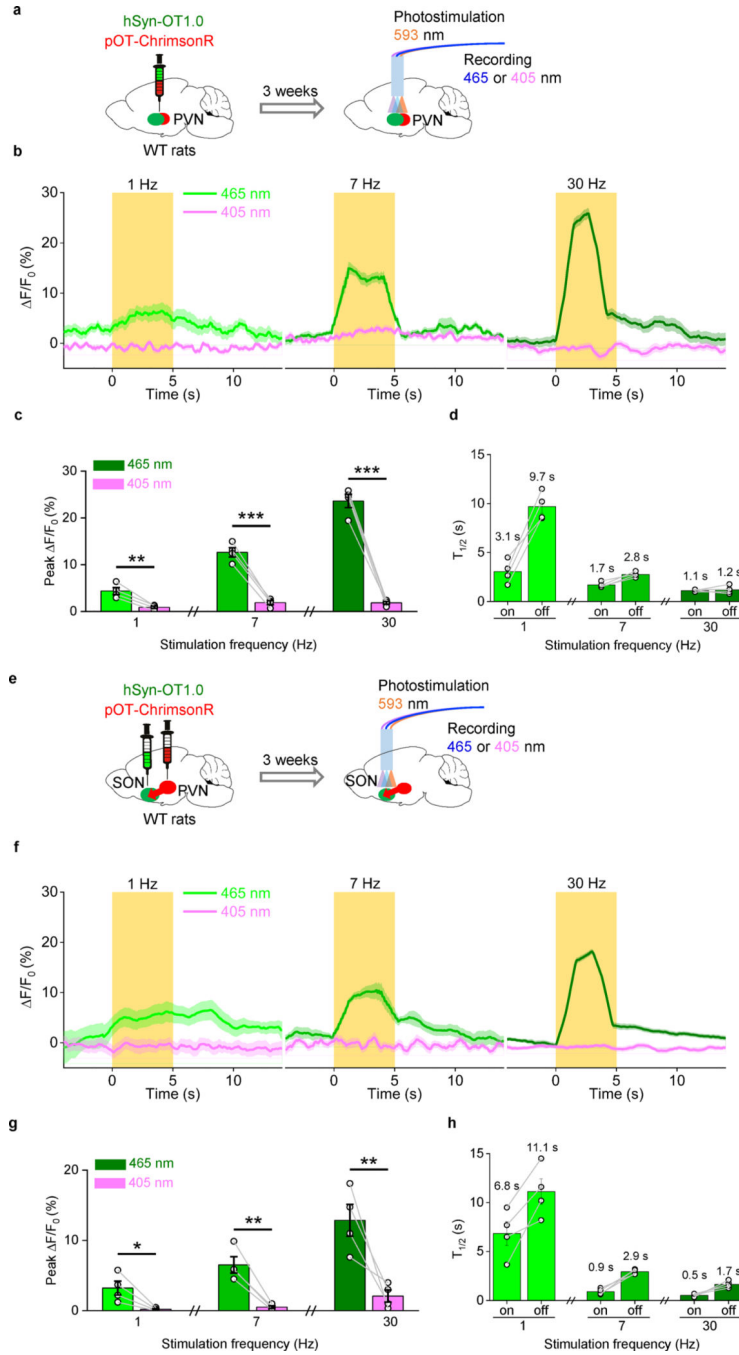 a
hSyn-OT1.0
pOT-ChrimsonR
PVN
WT rats
3 weeks
Photostimulation
593 nm
Recording
465 or 405 nm
PVN
b
1 Hz
7 Hz
30 Hz
465 nm
405 nm
ΔF/F0 (%)
30
20
10
0
0 5 10
0 5 10
0 5 10
Time (s)
Time (s)
Time (s)
c
465 nm
405 nm
Peak ΔF/F0 (%)
30
20
10
0
**
***
***
1
7
30
Stimulation frequency (Hz)
d
T1/2 (s)
15
10
5
0
3.1 s
9.7 s
1.7 s
2.8 s
1.1 s
1.2 s
on off
on off
on off
1
7
30
Stimulation frequency (Hz)
e
hSyn-OT1.0
pOT-ChrimsonR
SON
PVN
WT rats
3 weeks
Photostimulation
593 nm
Recording
465 or 405 nm
SON
f
1 Hz
7 Hz
30 Hz
465 nm
405 nm
ΔF/F0 (%)
30
20
10
0
0 5 10
0 5 10
0 5 10
Time (s)
Time (s)
Time (s)
g
465 nm
405 nm
Peak ΔF/F0 (%)
20
10
0
*
**
**
1
7
30
Stimulation frequency (Hz)
h
T1/2 (s)
15
10
5
0
6.8 s
11.1 s
0.9 s
2.9 s
0.5 s
1.7 s
on off
on off
on off
1
7
30
Stimulation frequency (Hz)